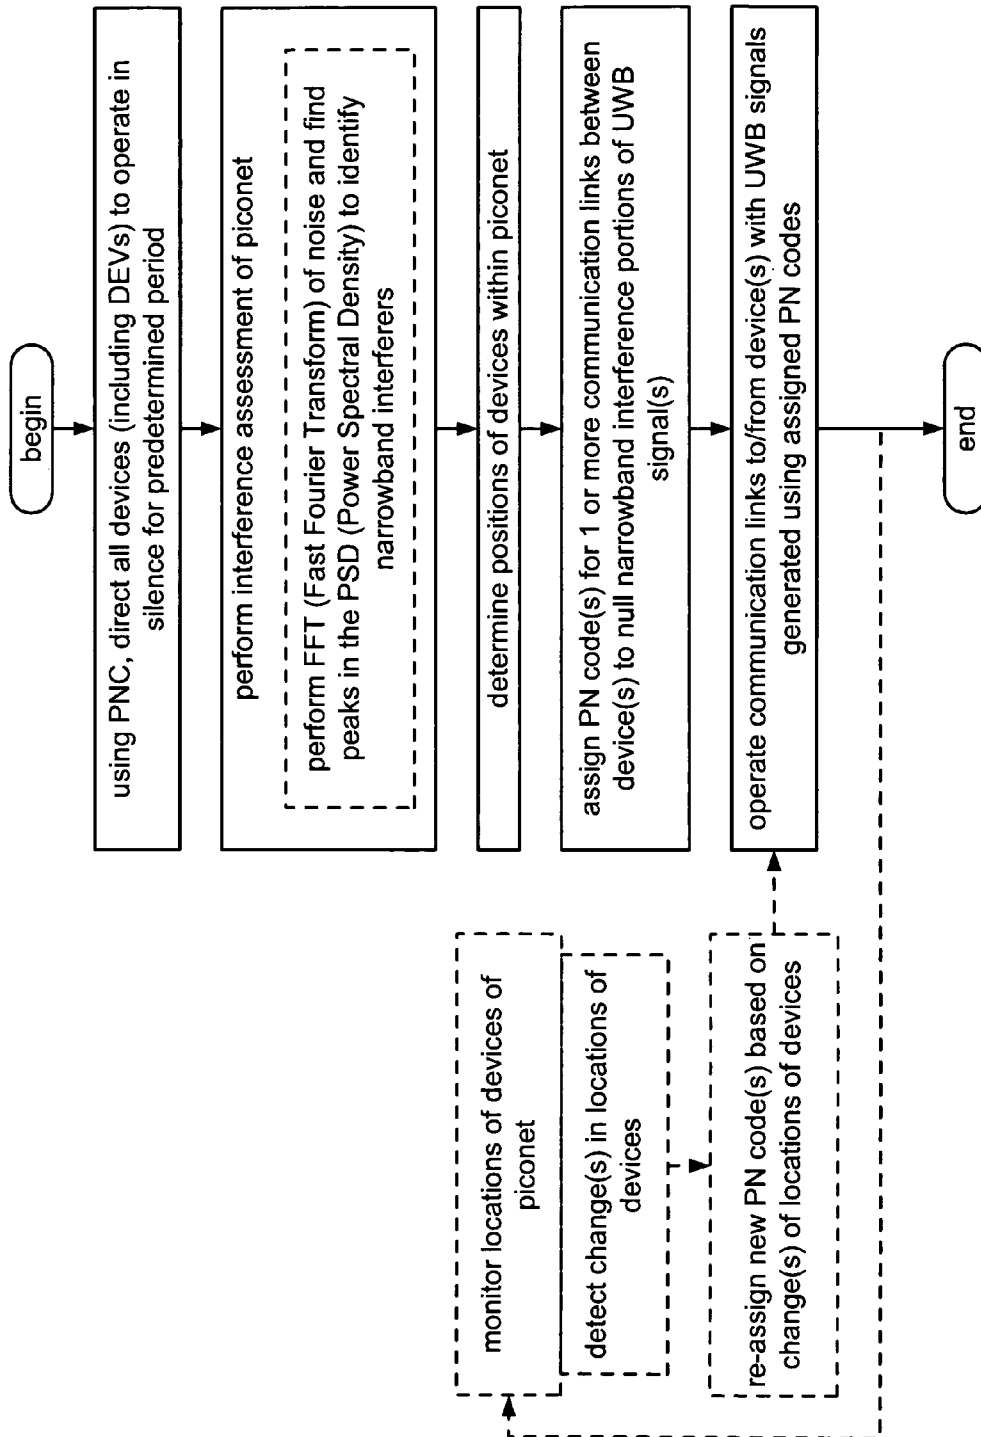 begin
using PNC, direct all devices (including DEVs) to operate in
silence for predetermined period
perform interference assessment of piconet
perform FFT (Fast Fourier Transform) of noise and find
peaks in the PSD (Power Spectral Density) to identify
narrowband interferers
determine positions of devices within piconet
assign PN code(s) for 1 or more communication links between
device(s) to null narrowband interference portions of UWB
signal(s)
operate communication links to/from device(s) with UWB signals
generated using assigned PN codes
end
monitor locations of devices of
piconet
detect change(s) in locations of
devices
re-assign new PN code(s) based on
change(s) of locations of devices